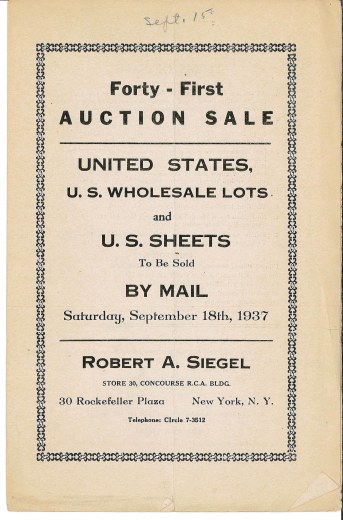 Sept. 15
Forty - First
AUCTION SALE
UNITED STATES,
U. S. WHOLESALE LOTS
and
U. S. SHEETS
To Be Sold
BY MAIL
Saturday, September 18th, 1937
ROBERT A. SIEGEL
STORE 30, CONCOURSE R.C.A. BLDG.
30 Rockefeller Plaza New York, N. Y.
Telephone: Circle 7-3512